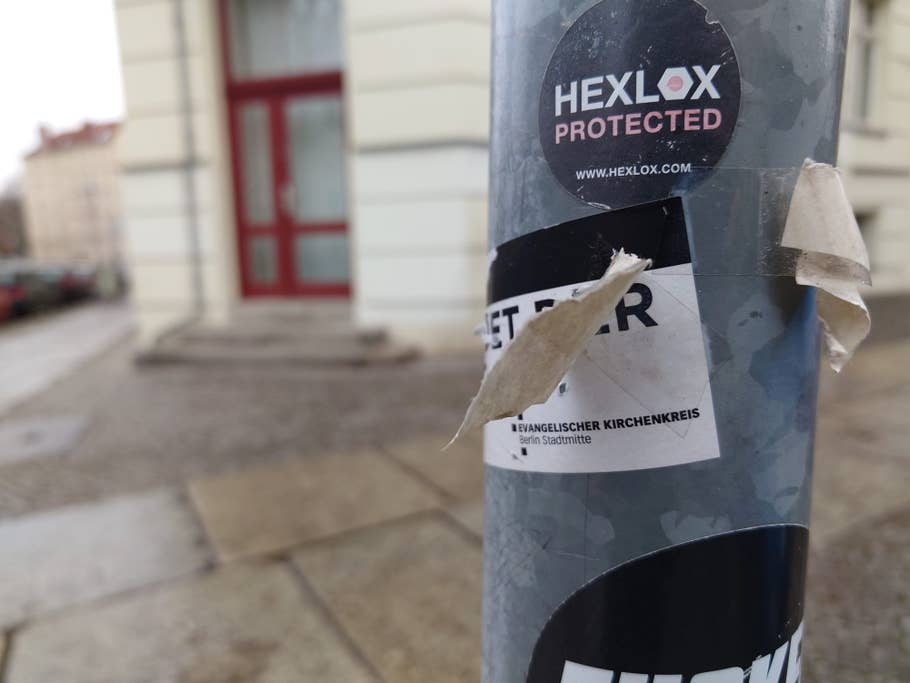 HEXLOX
PROTECTED
WWW.HEXLOX.COM
EVANGELISCHER KIRCHENKREIS
Berlin Stadtmitte